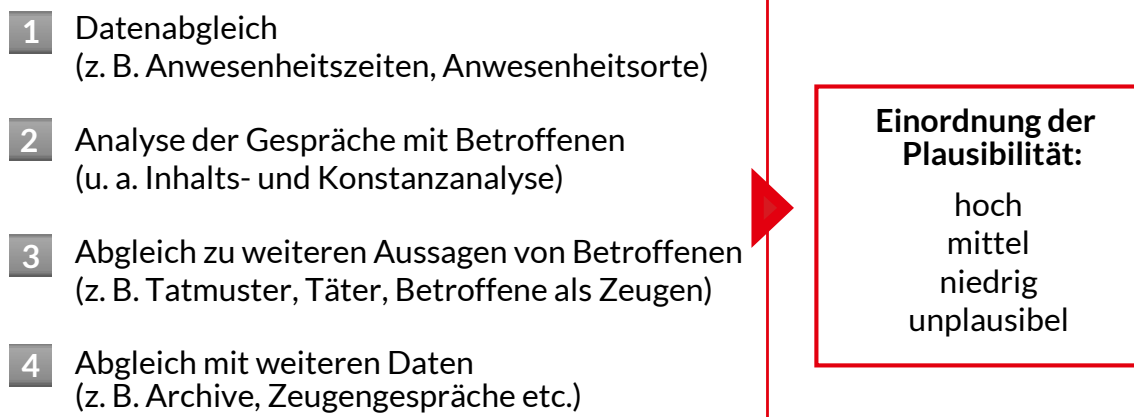 1 Datenabgleich
(z. B. Anwesenheitszeiten, Anwesenheitsorte)
2 Analyse der Gespräche mit Betroffenen
(u. a. Inhalts- und Konstanzanalyse)
3 Abgleich zu weiteren Aussagen von Betroffenen
(z. B. Tatmuster, Täter, Betroffene als Zeugen)
4 Abgleich mit weiteren Daten
(z. B. Archive, Zeugengespräche etc.)
Einordnung der
Plausibilität:
hoch
mittel
niedrig
unplausibel